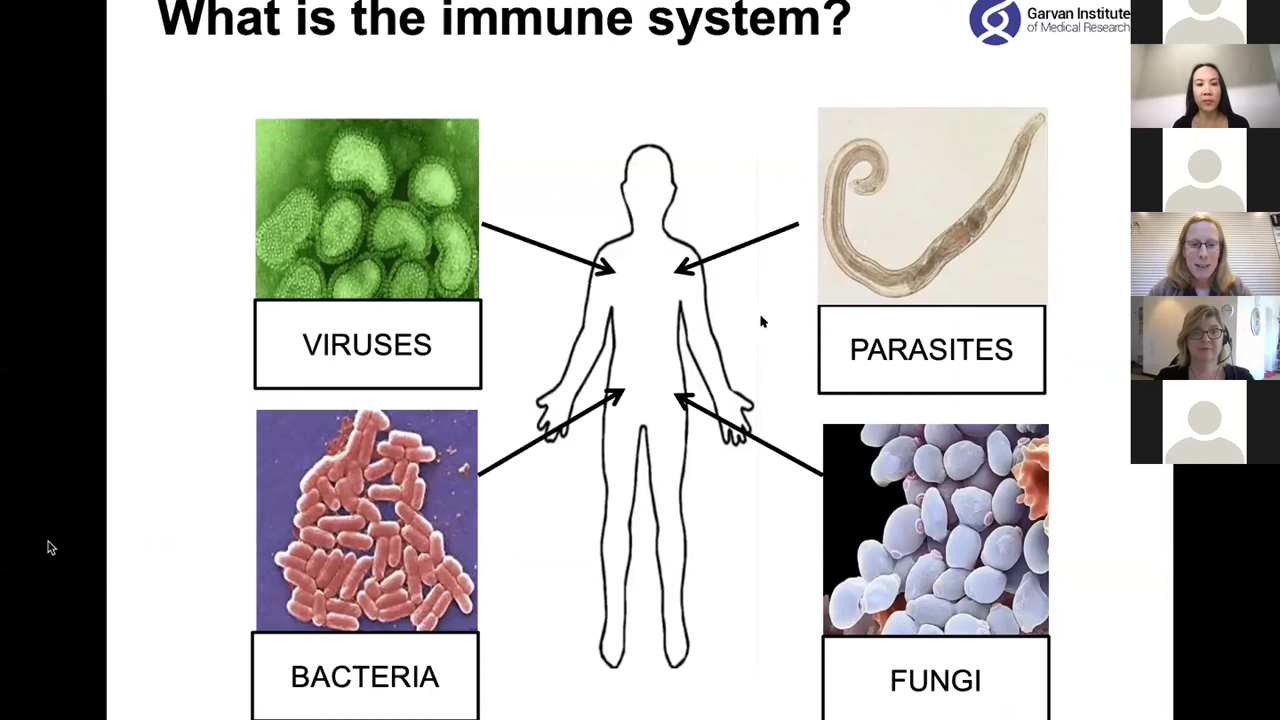 What is the immune system?
Garvan Institute
of Medical Research
VIRUSES
PARASITES
BACTERIA
FUNGI